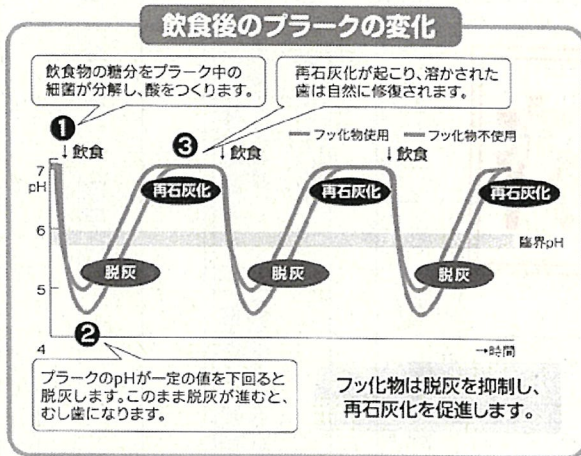 飲食後のプラークの変化
飲食物の糖分をプラーク中の
細菌が分解し、酸をつくります。
再石灰化が起こり、溶かされた
歯は自然に修復されます。
❶
❸
フッ化物使用 フッ化物不使用
↓飲食
↓飲食
↓飲食
7
pH
再石灰化
再石灰化
再石灰化
6
臨界pH
脱灰
脱灰
脱灰
5
❷
4
→時間
プラークのpHが一定の値を下回ると
脱灰します。このまま脱灰が進むと、
むし歯になります。
フッ化物は脱灰を抑制し、
再石灰化を促進します。